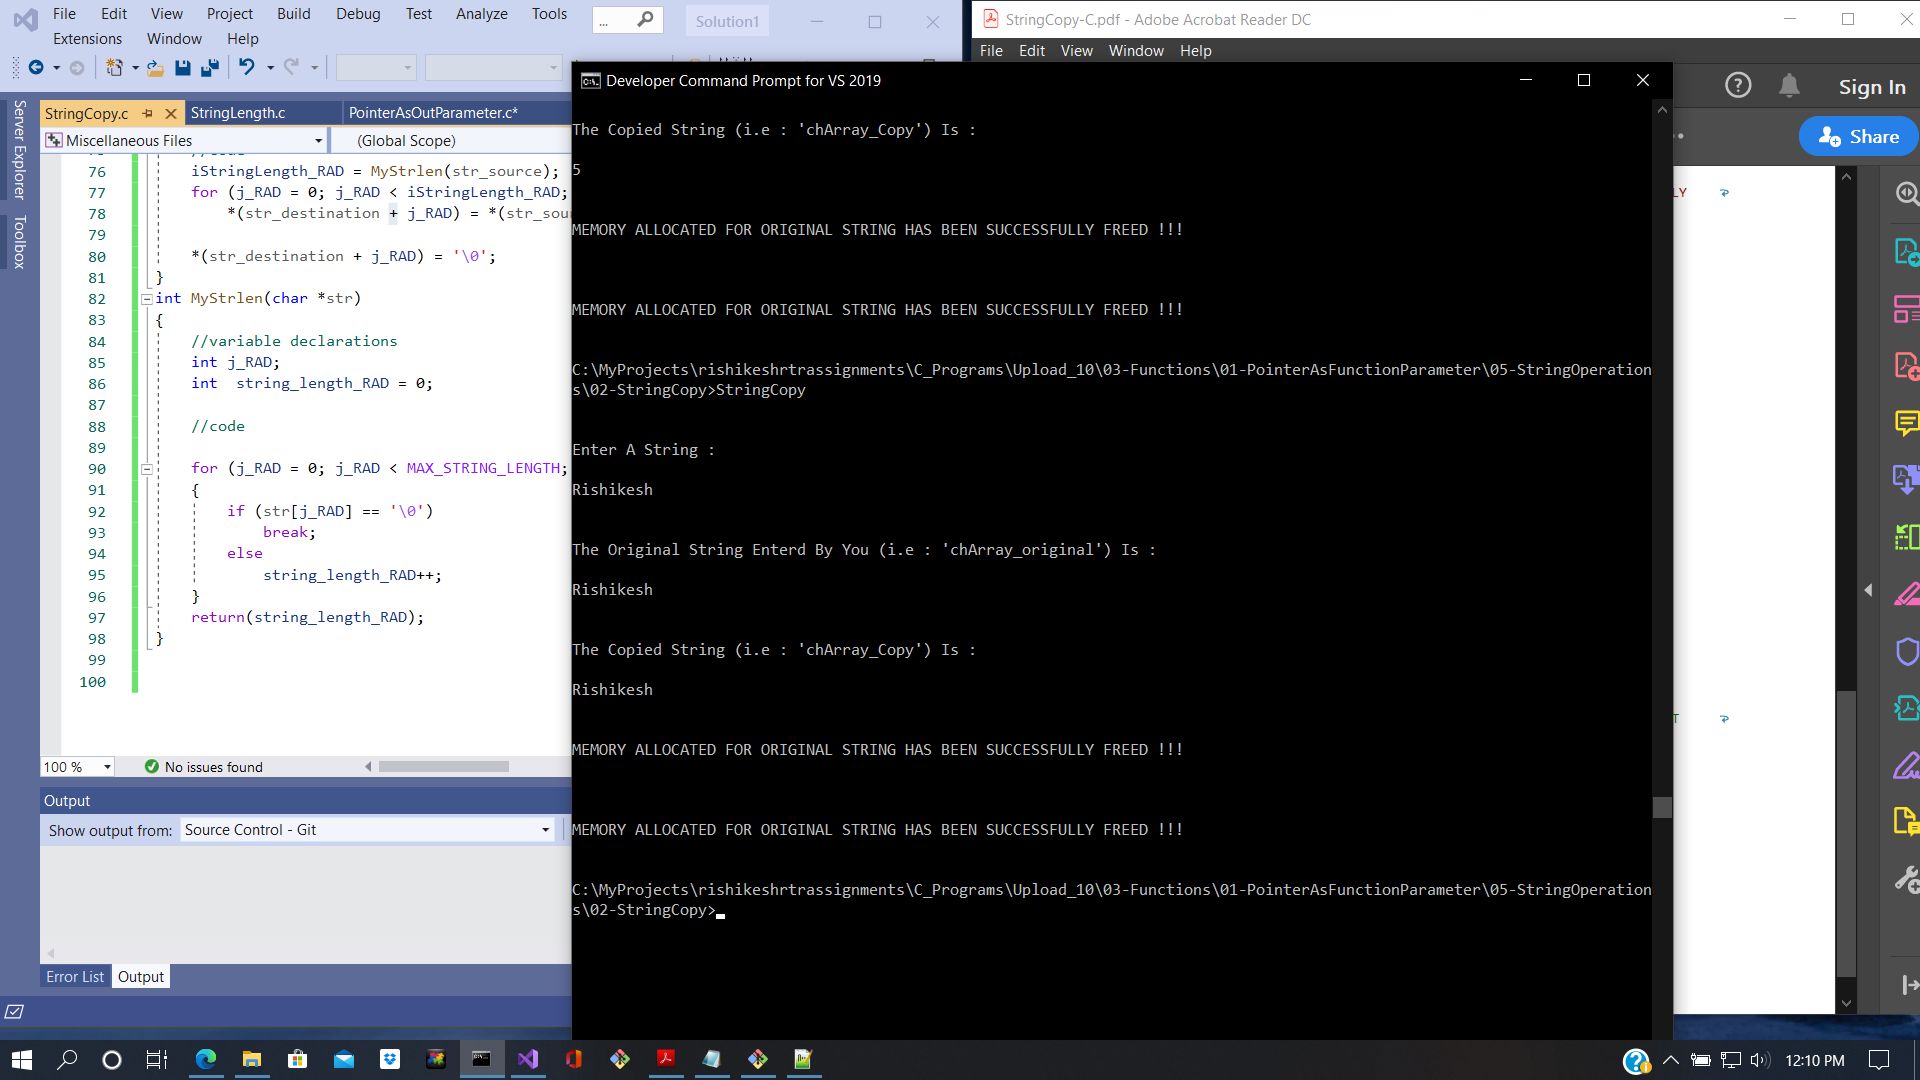 File Edit View Project Build Debug Test Analyze Tools
Extensions Window Help
...
Solution1
Server Explorer
Toolbox
StringCopy.c
StringLength.c
PointerAsOutParameter.c*
Miscellaneous Files
(Global Scope)
76 iStringLength_RAD = MyStrlen(str_source);
77 for (j_RAD = 0; j_RAD < iStringLength_RAD;
78 *(str_destination + j_RAD) = *(str_sou
79
80 *(str_destination + j_RAD) = '\0';
81 }
82 int MyStrlen(char *str)
83 {
84 //variable declarations
85 int j_RAD;
86 int  string_length_RAD = 0;
87
88 //code
89
90 for (j_RAD = 0; j_RAD < MAX_STRING_LENGTH;
91 {
92 if (str[j_RAD] == '\0')
93 break;
94 else
95 string_length_RAD++;
96 }
97 return(string_length_RAD);
98 }
99
100
100 %
No issues found
Output
Show output from: Source Control - Git
Error List Output
Developer Command Prompt for VS 2019
The Copied String (i.e : 'chArray_Copy') Is :
5
MEMORY ALLOCATED FOR ORIGINAL STRING HAS BEEN SUCCESSFULLY FREED !!!
MEMORY ALLOCATED FOR ORIGINAL STRING HAS BEEN SUCCESSFULLY FREED !!!
C:\MyProjects\rishikeshrtrassignments\C_Programs\Upload_10\03-Functions\01-PointerAsFunctionParameter\05-StringOperation
s\02-StringCopy>StringCopy
Enter A String :
Rishikesh
The Original String Enterd By You (i.e : 'chArray_original') Is :
Rishikesh
The Copied String (i.e : 'chArray_Copy') Is :
Rishikesh
MEMORY ALLOCATED FOR ORIGINAL STRING HAS BEEN SUCCESSFULLY FREED !!!
MEMORY ALLOCATED FOR ORIGINAL STRING HAS BEEN SUCCESSFULLY FREED !!!
C:\MyProjects\rishikeshrtrassignments\C_Programs\Upload_10\03-Functions\01-PointerAsFunctionParameter\05-StringOperation
s\02-StringCopy>
StringCopy-C.pdf - Adobe Acrobat Reader DC
File Edit View Window Help
Sign In
Share
LY
T
12:10 PM